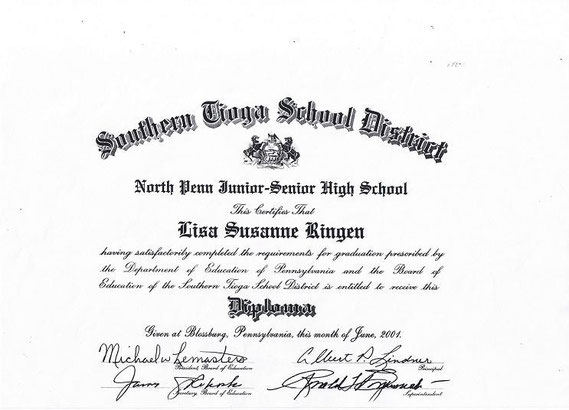 Southern Tioga School District
North Penn Junior-Senior High School
This Certifies That
Lisa Susanne Ringen
having satisfactorily completed the requirements for graduation prescribed by
the Department of Education of Pennsylvania and the Board of
Education of the Southern Tioga School District is entitled to receive this
Diploma
Given at Blossburg, Pennsylvania, this month of June, 2001.
Michael W Lemasters Albert P. Lindner
President, Board of Education Principal
Secretary, Board of Education Superintendent